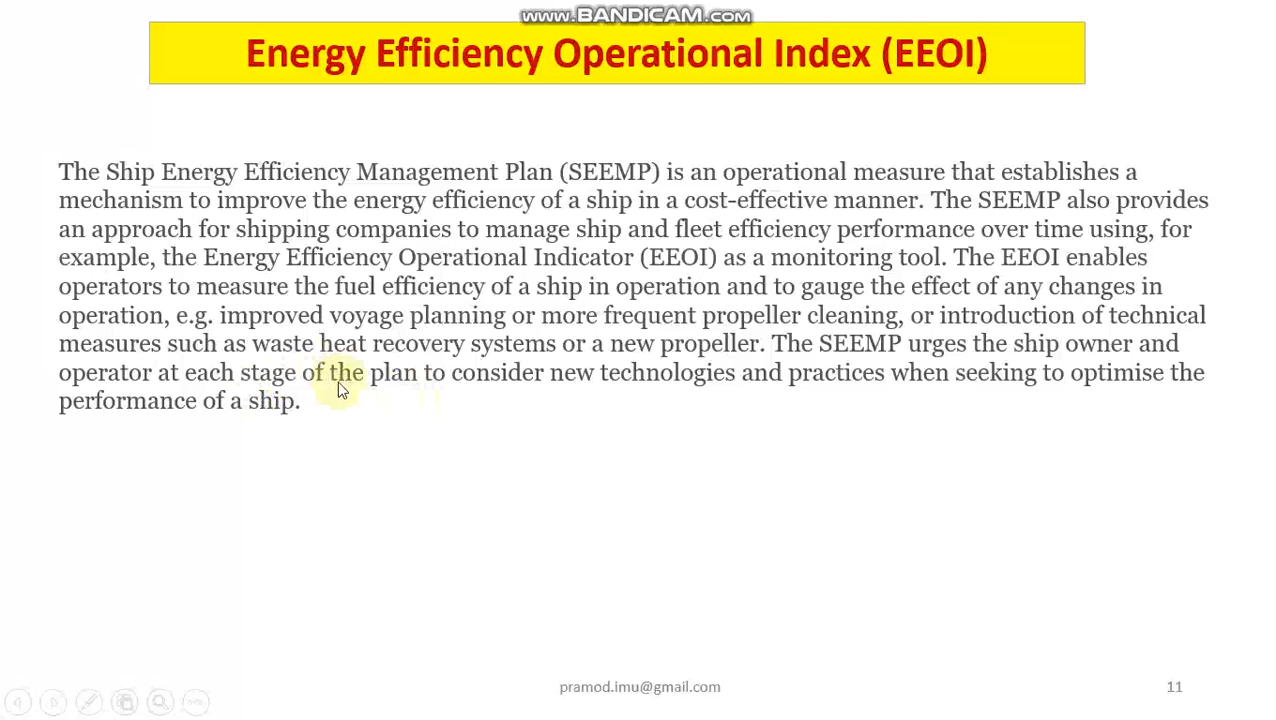 www.BANDICAM.com
Energy Efficiency Operational Index (EEOI)
The Ship Energy Efficiency Management Plan (SEEMP) is an operational measure that establishes a
mechanism to improve the energy efficiency of a ship in a cost-effective manner. The SEEMP also provides
an approach for shipping companies to manage ship and fleet efficiency performance over time using, for
example, the Energy Efficiency Operational Indicator (EEOI) as a monitoring tool. The EEOI enables
operators to measure the fuel efficiency of a ship in operation and to gauge the effect of any changes in
operation, e.g. improved voyage planning or more frequent propeller cleaning, or introduction of technical
measures such as waste heat recovery systems or a new propeller. The SEEMP urges the ship owner and
operator at each stage of the plan to consider new technologies and practices when seeking to optimise the
performance of a ship.
pramod.imu@gmail.com
11